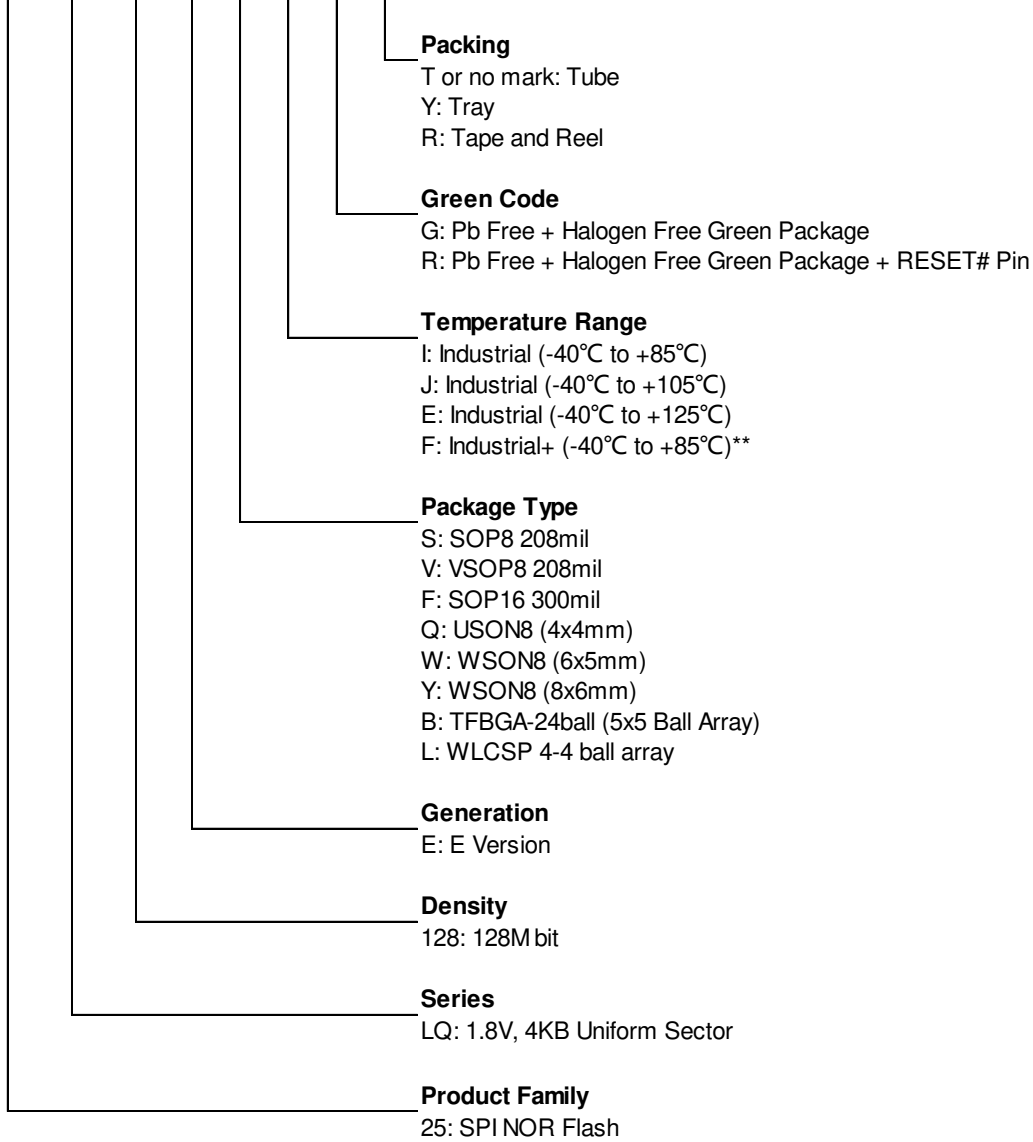 Packing
T or no mark: Tube
Y: Tray
R: Tape and Reel
Green Code
G: Pb Free + Halogen Free Green Package
R: Pb Free + Halogen Free Green Package + RESET# Pin
Temperature Range
I: Industrial (-40℃ to +85℃)
J: Industrial (-40℃ to +105℃)
E: Industrial (-40℃ to +125℃)
F: Industrial+ (-40℃ to +85℃)**
Package Type
S: SOP8 208mil
V: VSOP8 208mil
F: SOP16 300mil
Q: USON8 (4x4mm)
W: WSON8 (6x5mm)
Y: WSON8 (8x6mm)
B: TFBGA-24ball (5x5 Ball Array)
L: WLCSP 4-4 ball array
Generation
E: E Version
Density
128: 128M bit
Series
LQ: 1.8V, 4KB Uniform Sector
Product Family
25: SPI NOR Flash